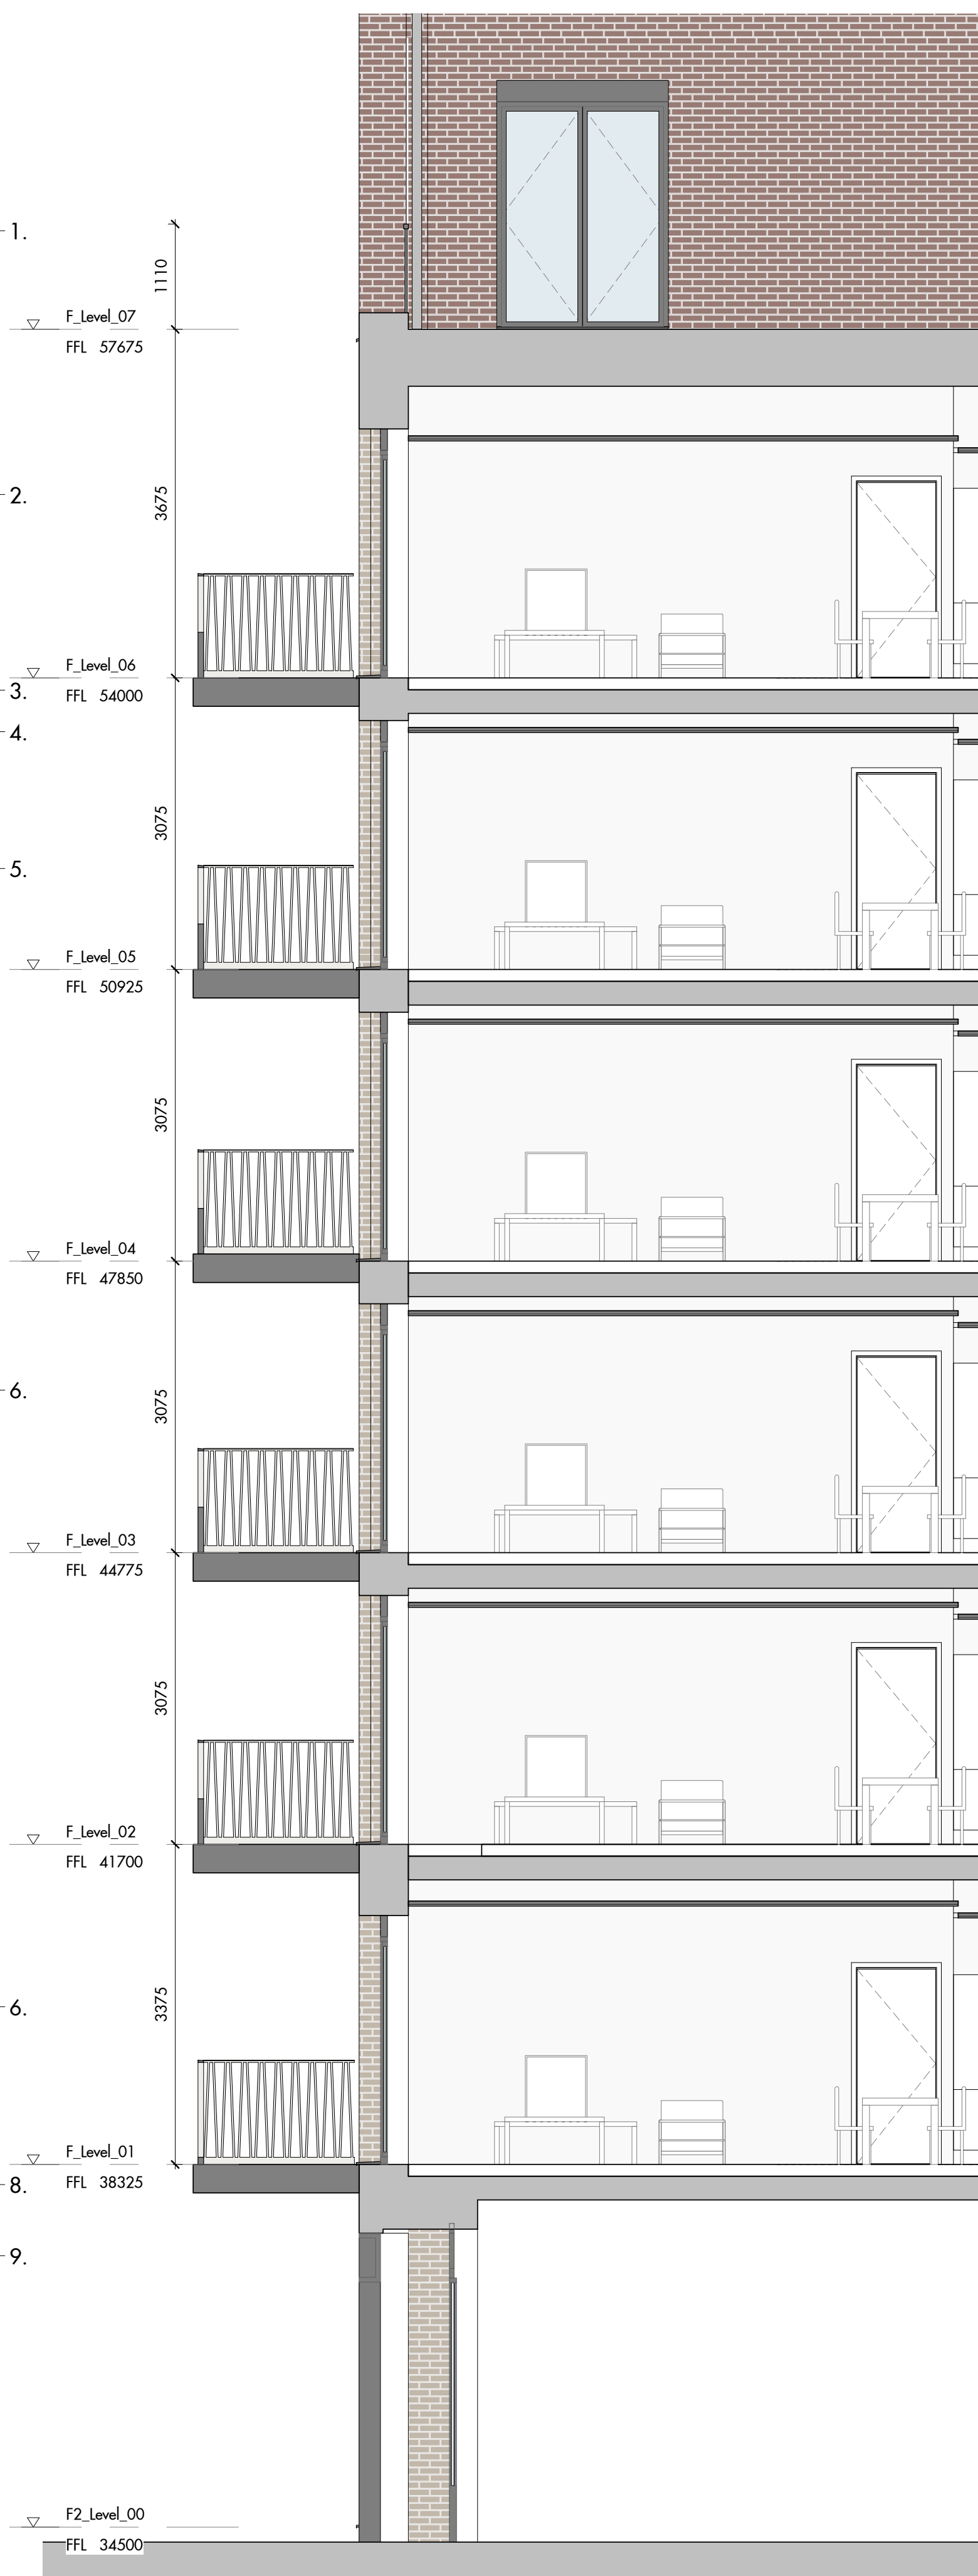 1.
1110
F_Level_07
FFL 57675
2.
3675
F_Level_06
FFL 54000
3.
4.
3075
5.
F_Level_05
FFL 50925
3075
F_Level_04
FFL 47850
6.
3075
F_Level_03
FFL 44775
3075
F_Level_02
FFL 41700
6.
3375
F_Level_01
FFL 38325
8.
9.
F2_Level_00
FFL 34500